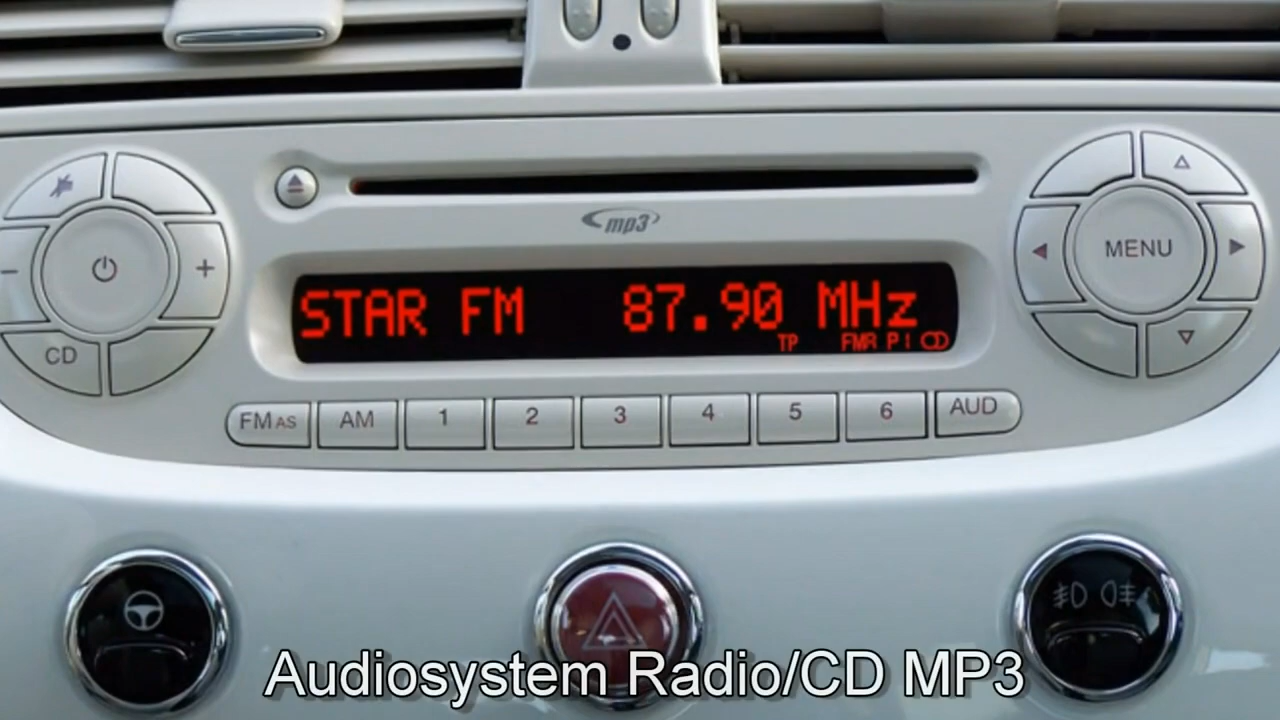 mp3
STAR FM 87.90 MHz
TP FMR P1
− +
MENU
CD
FM AS AM 1 2 3 4 5 6 AUD
Audiosystem Radio/CD MP3